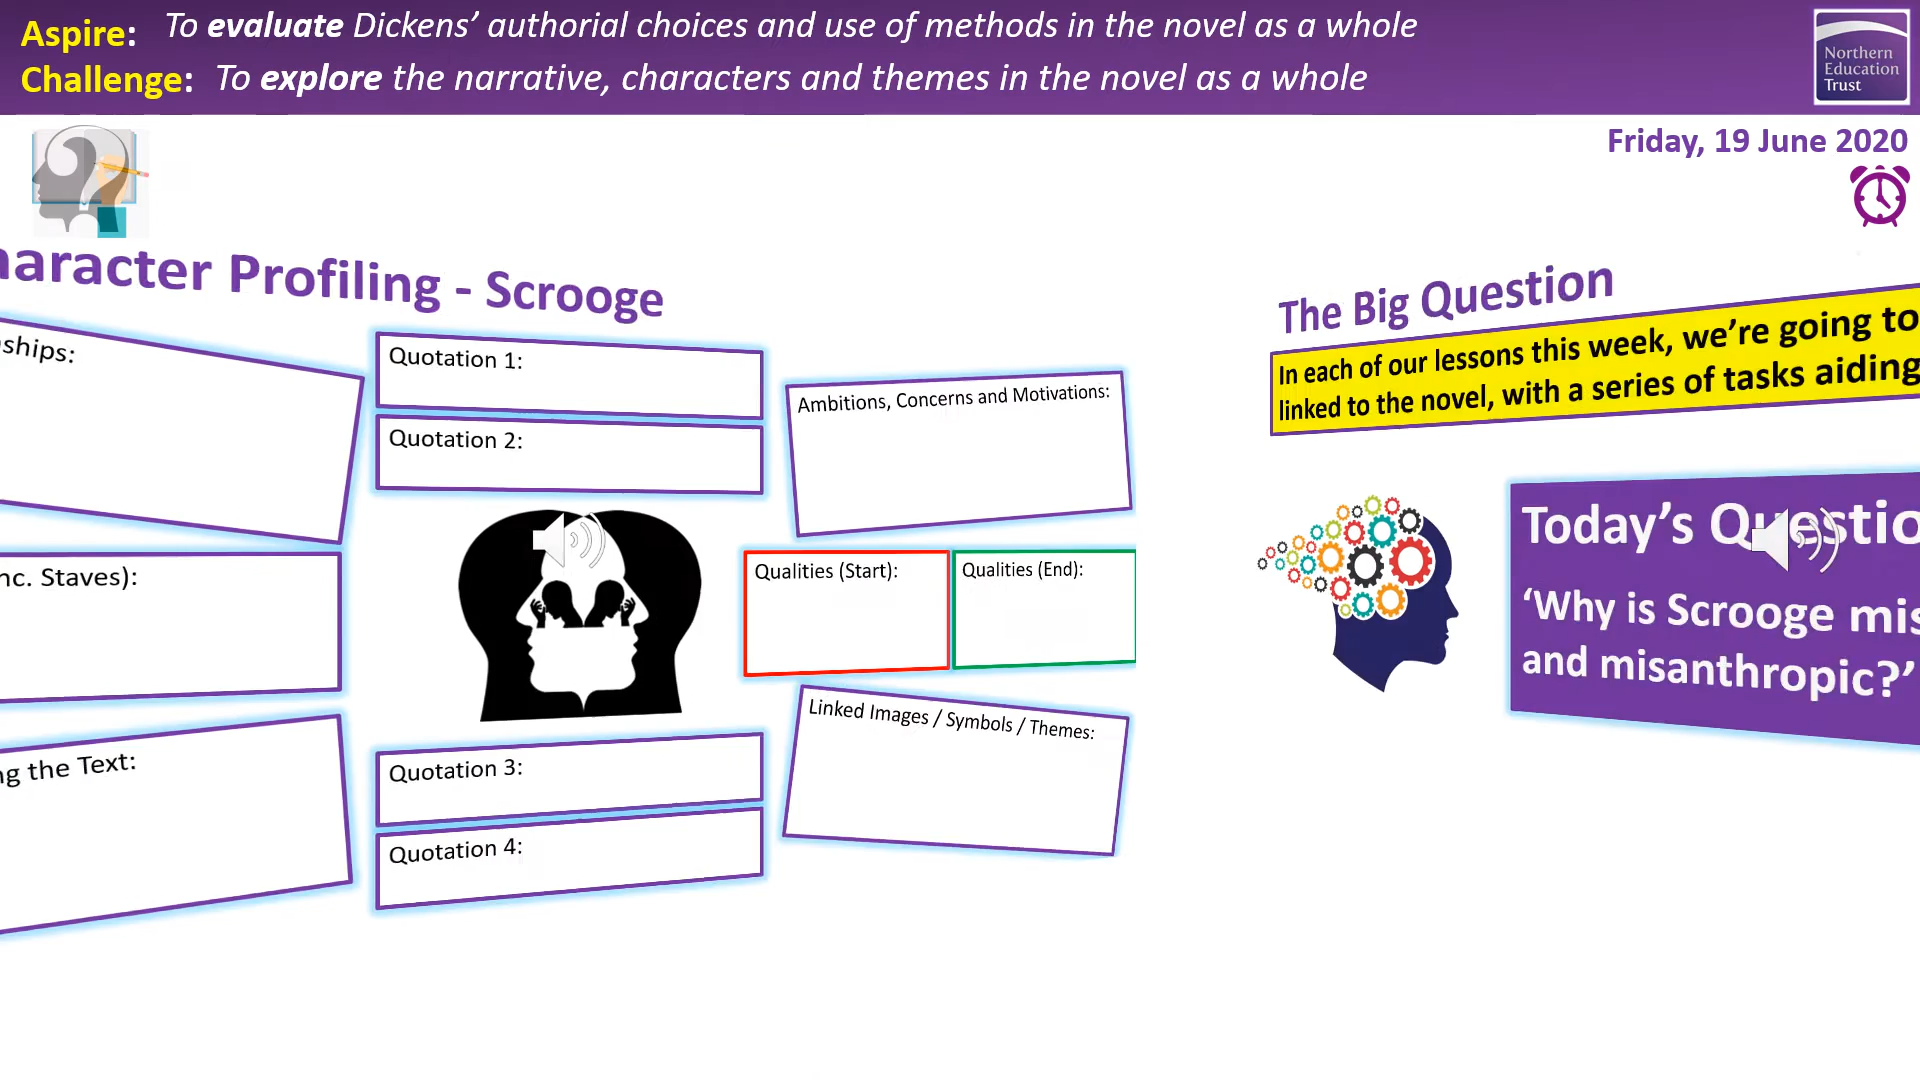 Aspire: To evaluate Dickens’ authorial choices and use of methods in the novel as a whole
Challenge: To explore the narrative, characters and themes in the novel as a whole
Northern
Education
Trust
Friday, 19 June 2020
Character Profiling - Scrooge
ships:
Quotation 1:
Quotation 2:
Ambitions, Concerns and Motivations:
nc. Staves):
Qualities (Start):
Qualities (End):
ng the Text:
Quotation 3:
Quotation 4:
Linked Images / Symbols / Themes:
The Big Question
In each of our lessons this week, we’re going to
linked to the novel, with a series of tasks aiding
Today’s Questio
‘Why is Scrooge mis
and misanthropic?’